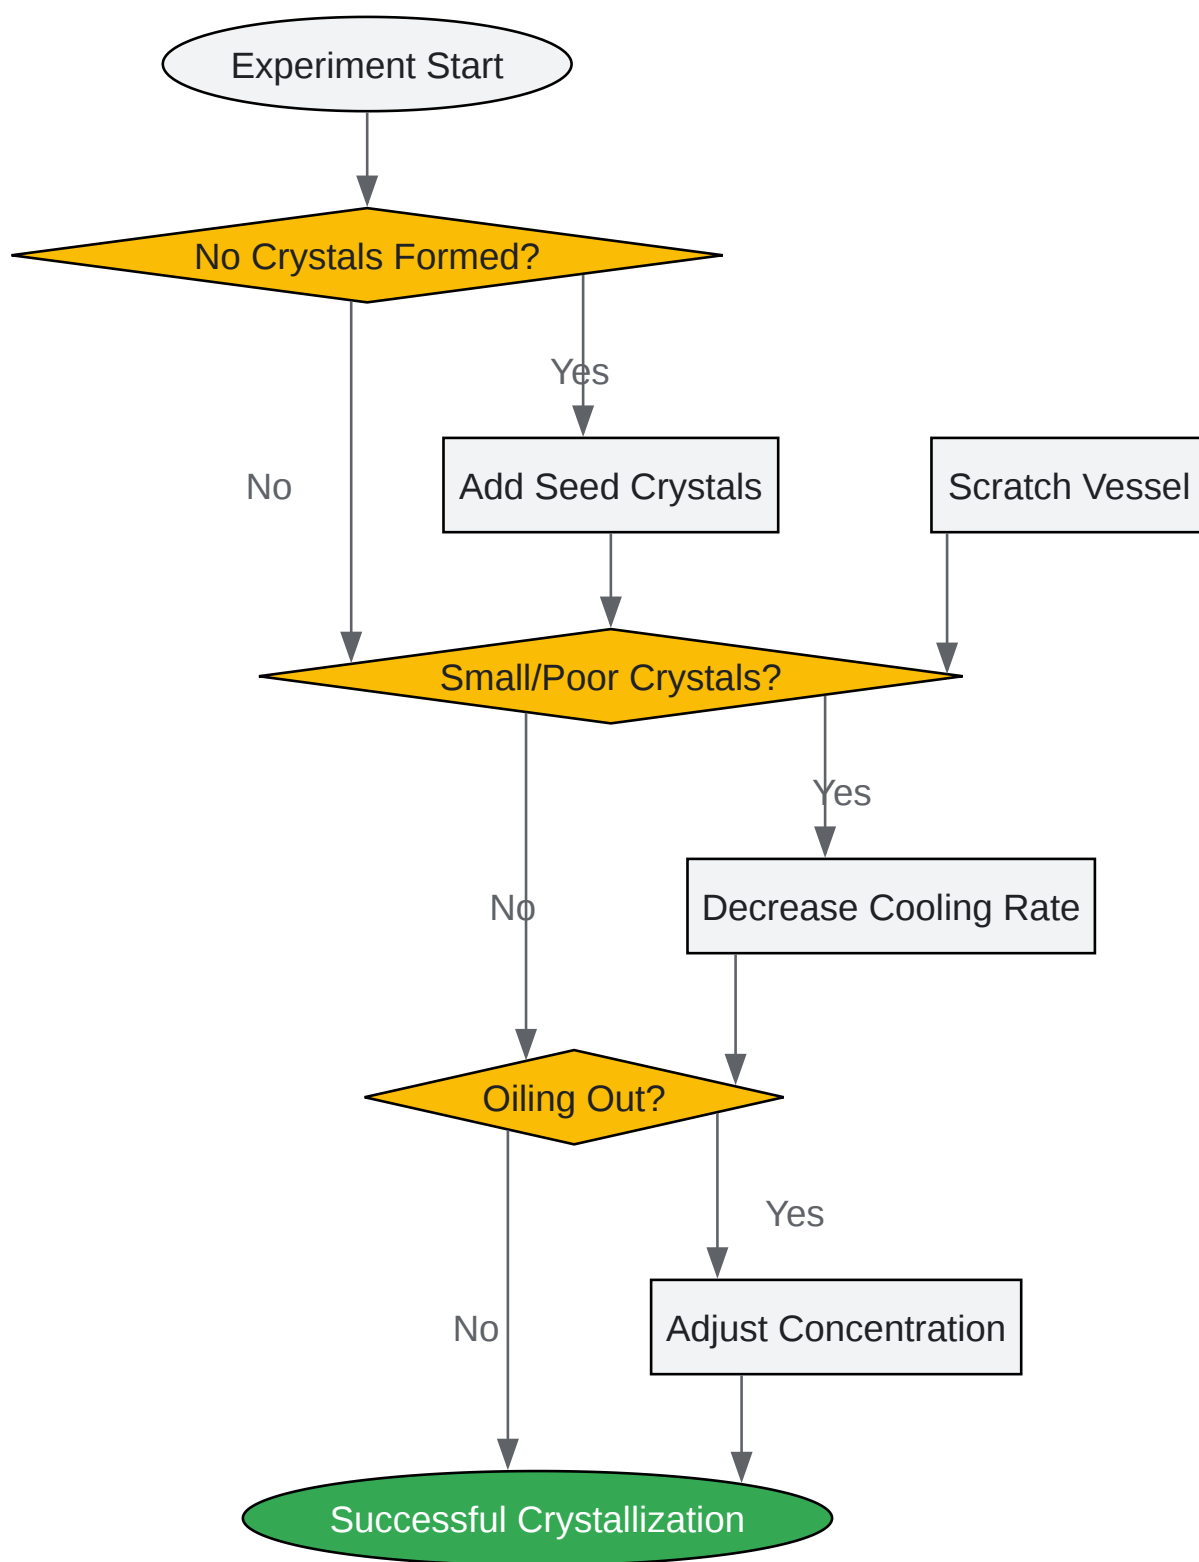 Experiment Start
No Crystals Formed?
Yes
No
Add Seed Crystals
Scratch Vessel
Small/Poor Crystals?
Yes
No
Decrease Cooling Rate
Oiling Out?
Yes
No
Adjust Concentration
Successful Crystallization